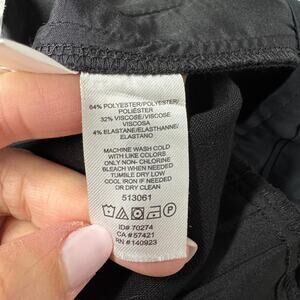 64% POLYESTER/POLYESTER/
POLIÉSTER
32% VISCOSE/VISCOSE/
VISCOSA
4% ELASTANE/ELASTHANNE/
ELASTANO
MACHINE WASH COLD
WITH LIKE COLORS
ONLY NON- CHLORINE
BLEACH WHEN NEEDED
TUMBLE DRY LOW
COOL IRON IF NEEDED
OR DRY CLEAN
513061
ID# 70274
CA # 57421
RN # 140923